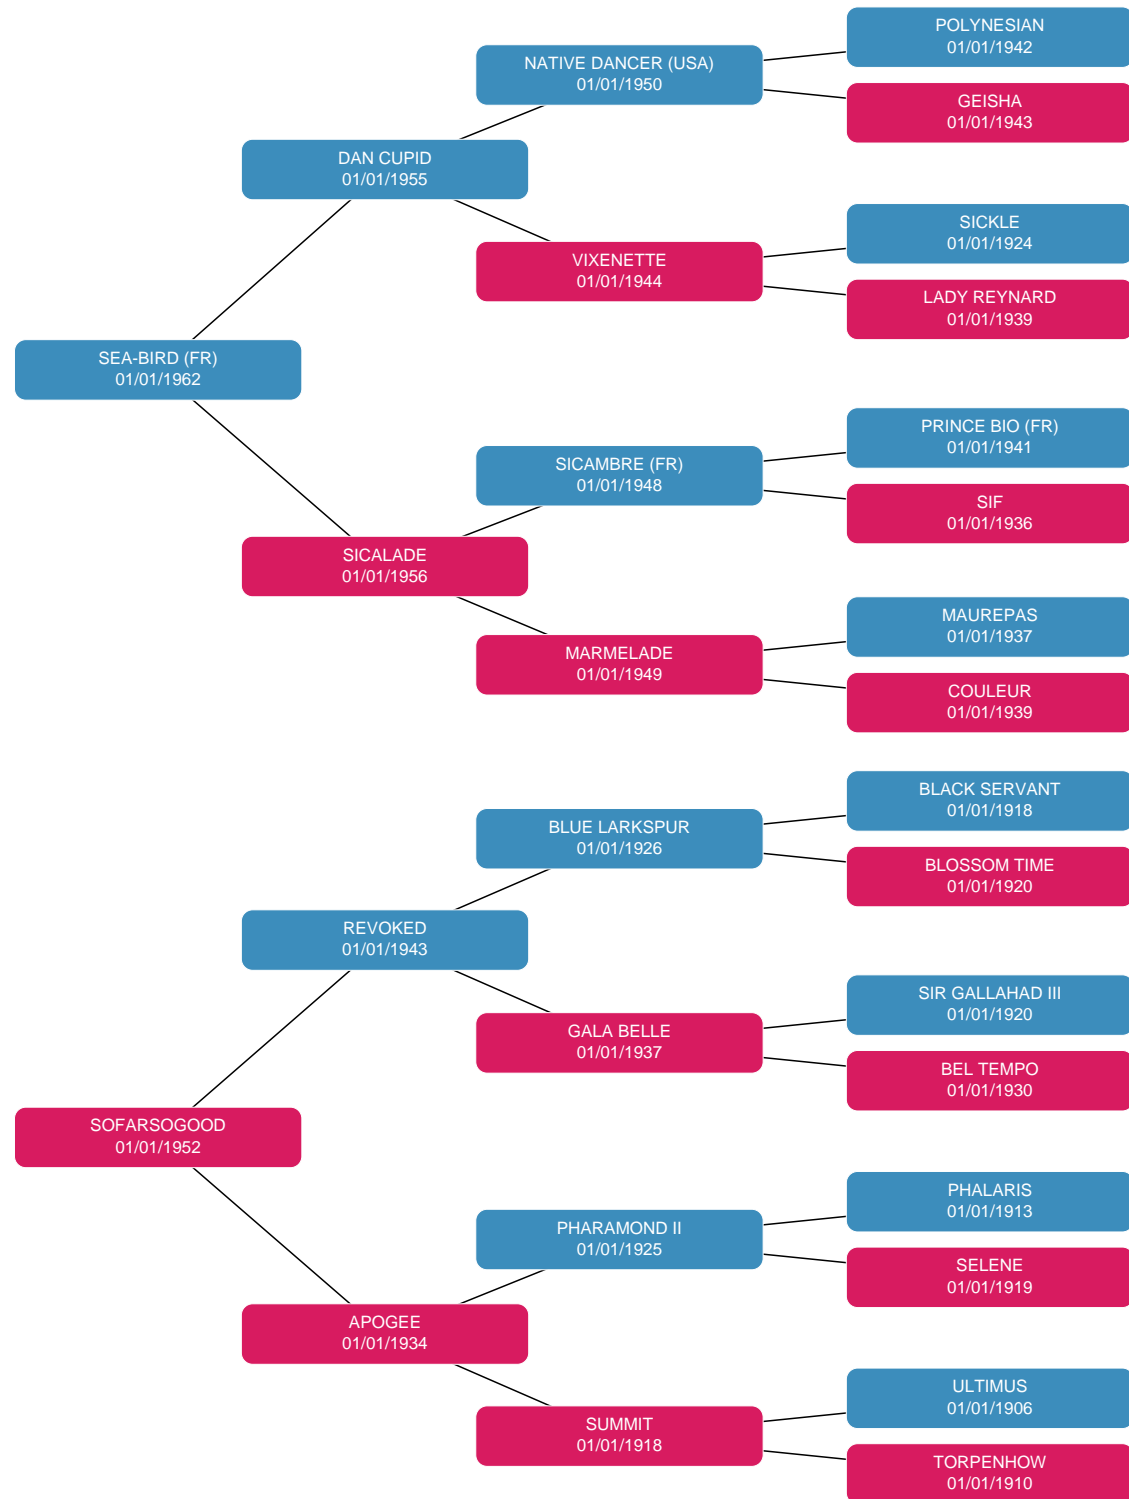 POLYNESIAN
01/01/1942
NATIVE DANCER (USA)
01/01/1950
GEISHA
01/01/1943
DAN CUPID
01/01/1955
SICKLE
01/01/1924
VIXENETTE
01/01/1944
LADY REYNARD
01/01/1939
SEA-BIRD (FR)
01/01/1962
PRINCE BIO (FR)
01/01/1941
SICAMBRE (FR)
01/01/1948
SIF
01/01/1936
SICALADE
01/01/1956
MAUREPAS
01/01/1937
MARMELADE
01/01/1949
COULEUR
01/01/1939
BLACK SERVANT
01/01/1918
BLUE LARKSPUR
01/01/1926
BLOSSOM TIME
01/01/1920
REVOKED
01/01/1943
SIR GALLAHAD III
01/01/1920
GALA BELLE
01/01/1937
BEL TEMPO
01/01/1930
SOFARSOGOOD
01/01/1952
PHALARIS
01/01/1913
PHARAMOND II
01/01/1925
SELENE
01/01/1919
APOGEE
01/01/1934
ULTIMUS
01/01/1906
SUMMIT
01/01/1918
TORPENHOW
01/01/1910